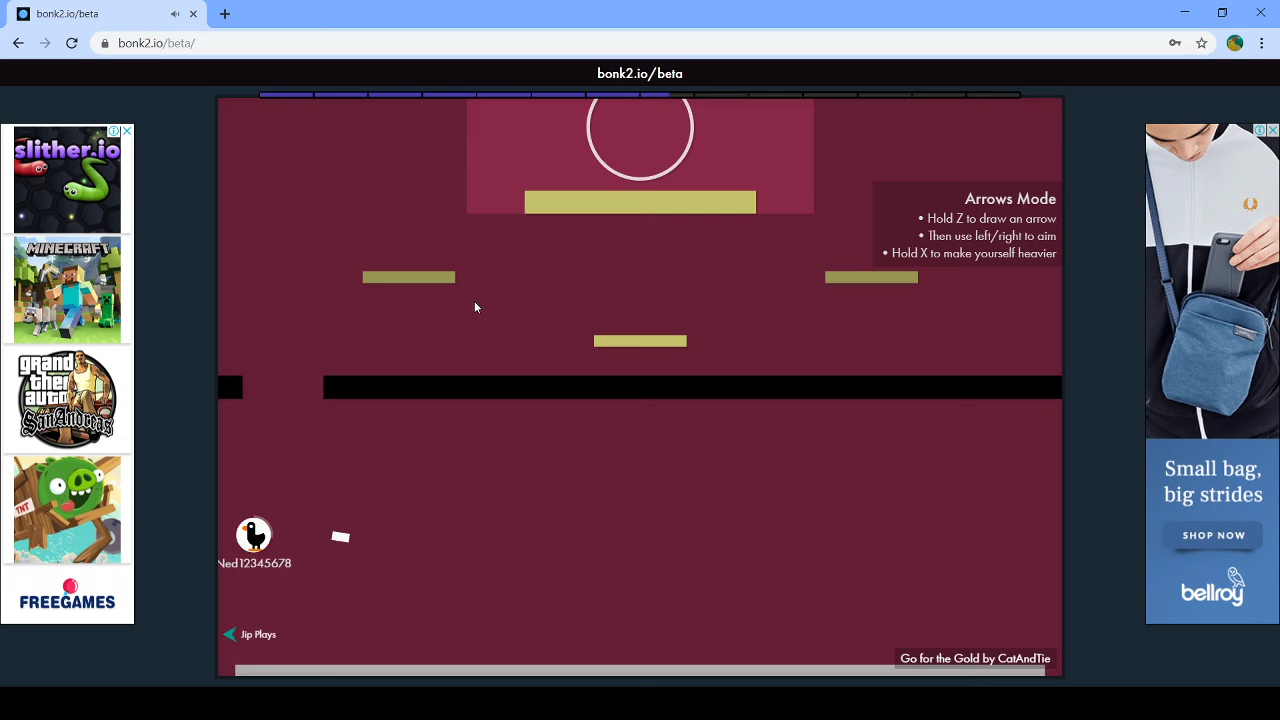 bonk2.io/beta
bonk2.io/beta/
bonk2.io/beta
slither.io
MINECRAFT
grand
theft
auto
SanAndreas
TNT
FREEGAMES
Arrows Mode
• Hold Z to draw an arrow
• Then use left/right to aim
• Hold X to make yourself heavier
Ned12345678
Jip Plays
Go for the Gold by CatAndTie
Small bag,
big strides
SHOP NOW
bellroy